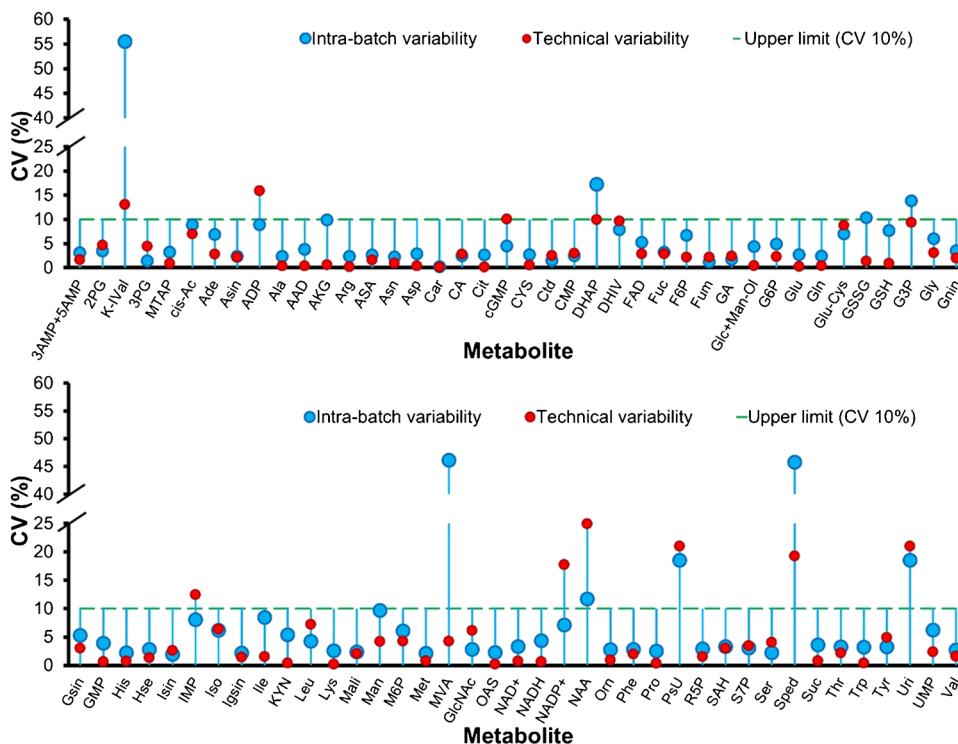 60
55
50
45
40
25
20
15
10
5
0
CV (%)
Intra-batch variability
Technical variability
Upper limit (CV 10%)
3AMP+5AMP
2PG
K-IVal
3PG
MTAP
cis-Ac
Ade
Asin
ADP
Ala
AAD
AKG
Arg
ASA
Asn
Asp
Car
CA
Cit
cGMP
CYS
Ctd
CMP
DHAP
DHIV
FAD
Fuc
F6P
Fum
GA
Glc+Man-Ol
G6P
Glu
Gln
Glu-Cys
GSSG
GSH
G3P
Gly
Gnin
Metabolite
60
55
50
45
40
25
20
15
10
5
0
CV (%)
Intra-batch variability
Technical variability
Upper limit (CV 10%)
Gsin
GMP
His
Hse
Isin
IMP
Iso
Igsin
Ile
KYN
Leu
Lys
Mali
Man
M6P
Met
MVA
GlcNAc
OAS
NAD+
NADH
NADP+
NAA
Orn
Phe
Pro
PsU
R5P
SAH
S7P
Ser
Sped
Suc
Thr
Trp
Tyr
Uri
UMP
Val
Metabolite